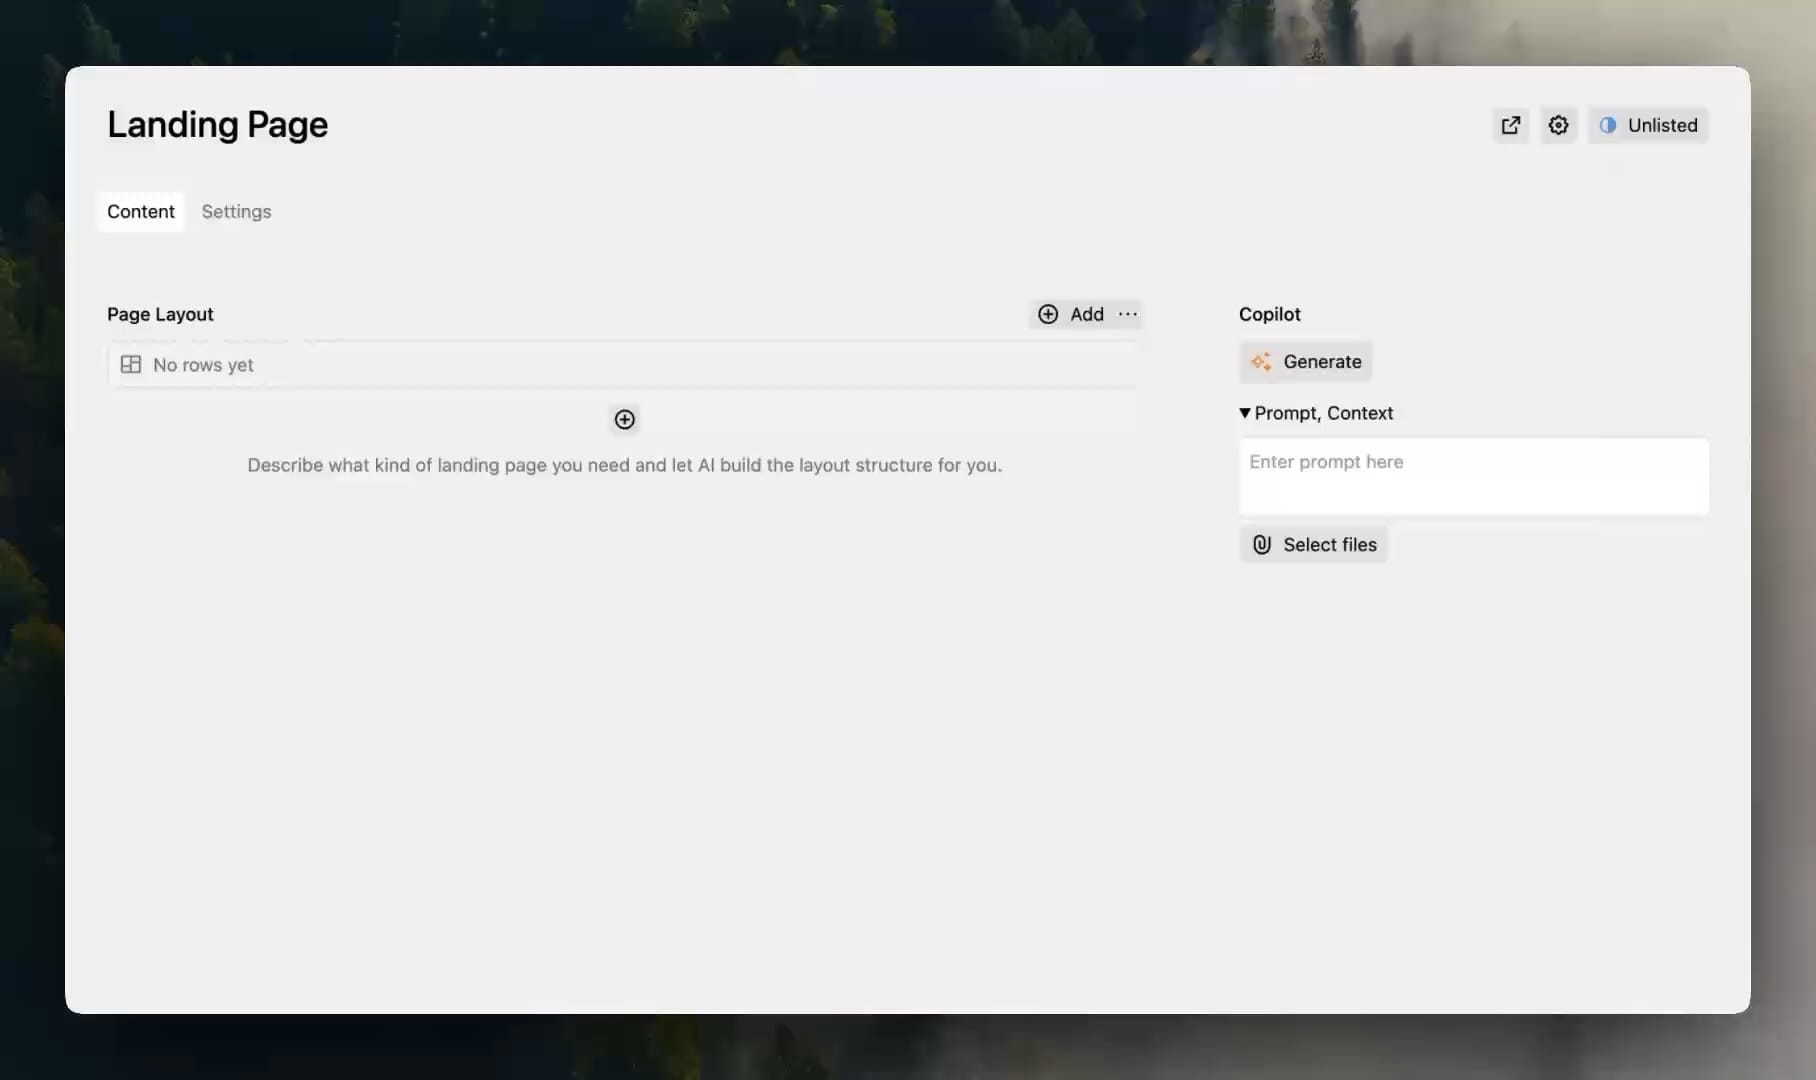 Landing Page
Unlisted
Content Settings
Page Layout
Add ...
No rows yet
Describe what kind of landing page you need and let AI build the layout structure for you.
Copilot
Generate
Prompt, Context
Enter prompt here
Select files